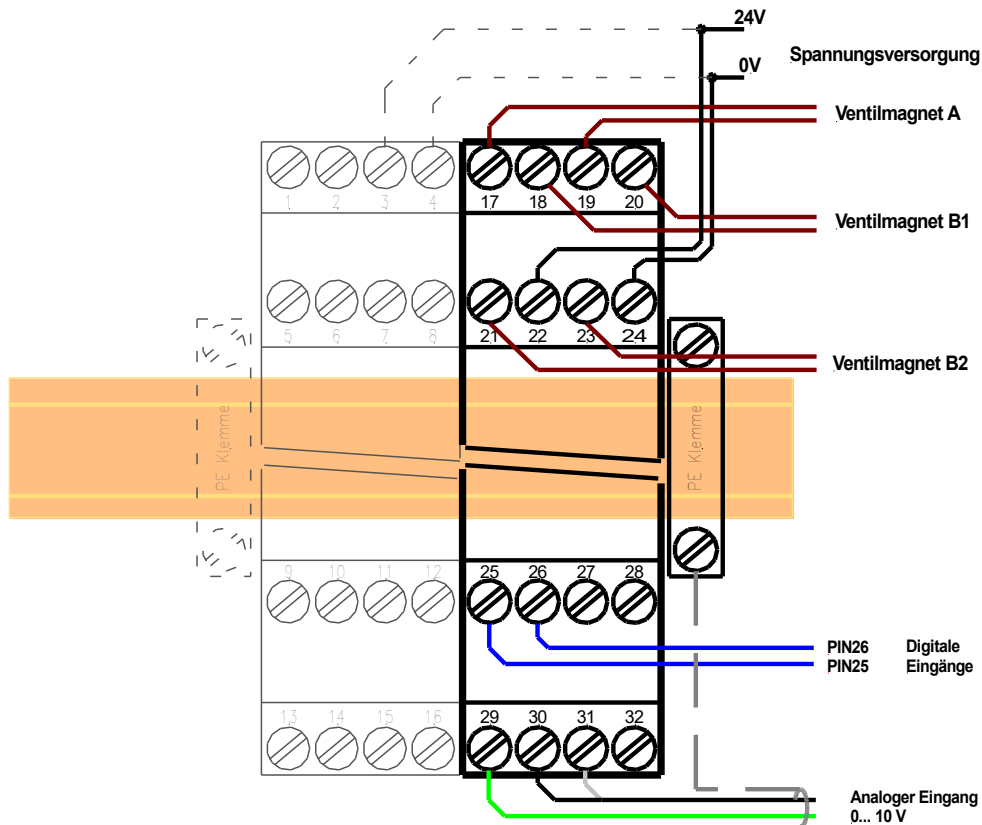 24V
0V
Spannungsversorgung
Ventilmagnet A
1 2 3 4 17 18 19 20
Ventilmagnet B1
5 6 7 8 21 22 23 24
Ventilmagnet B2
PE Klemme
PE Klemme
9 10 11 12 25 26 27 28
PIN26 Digitale
PIN25 Eingänge
13 14 15 16 29 30 31 32
Analoger Eingang
0... 10 V